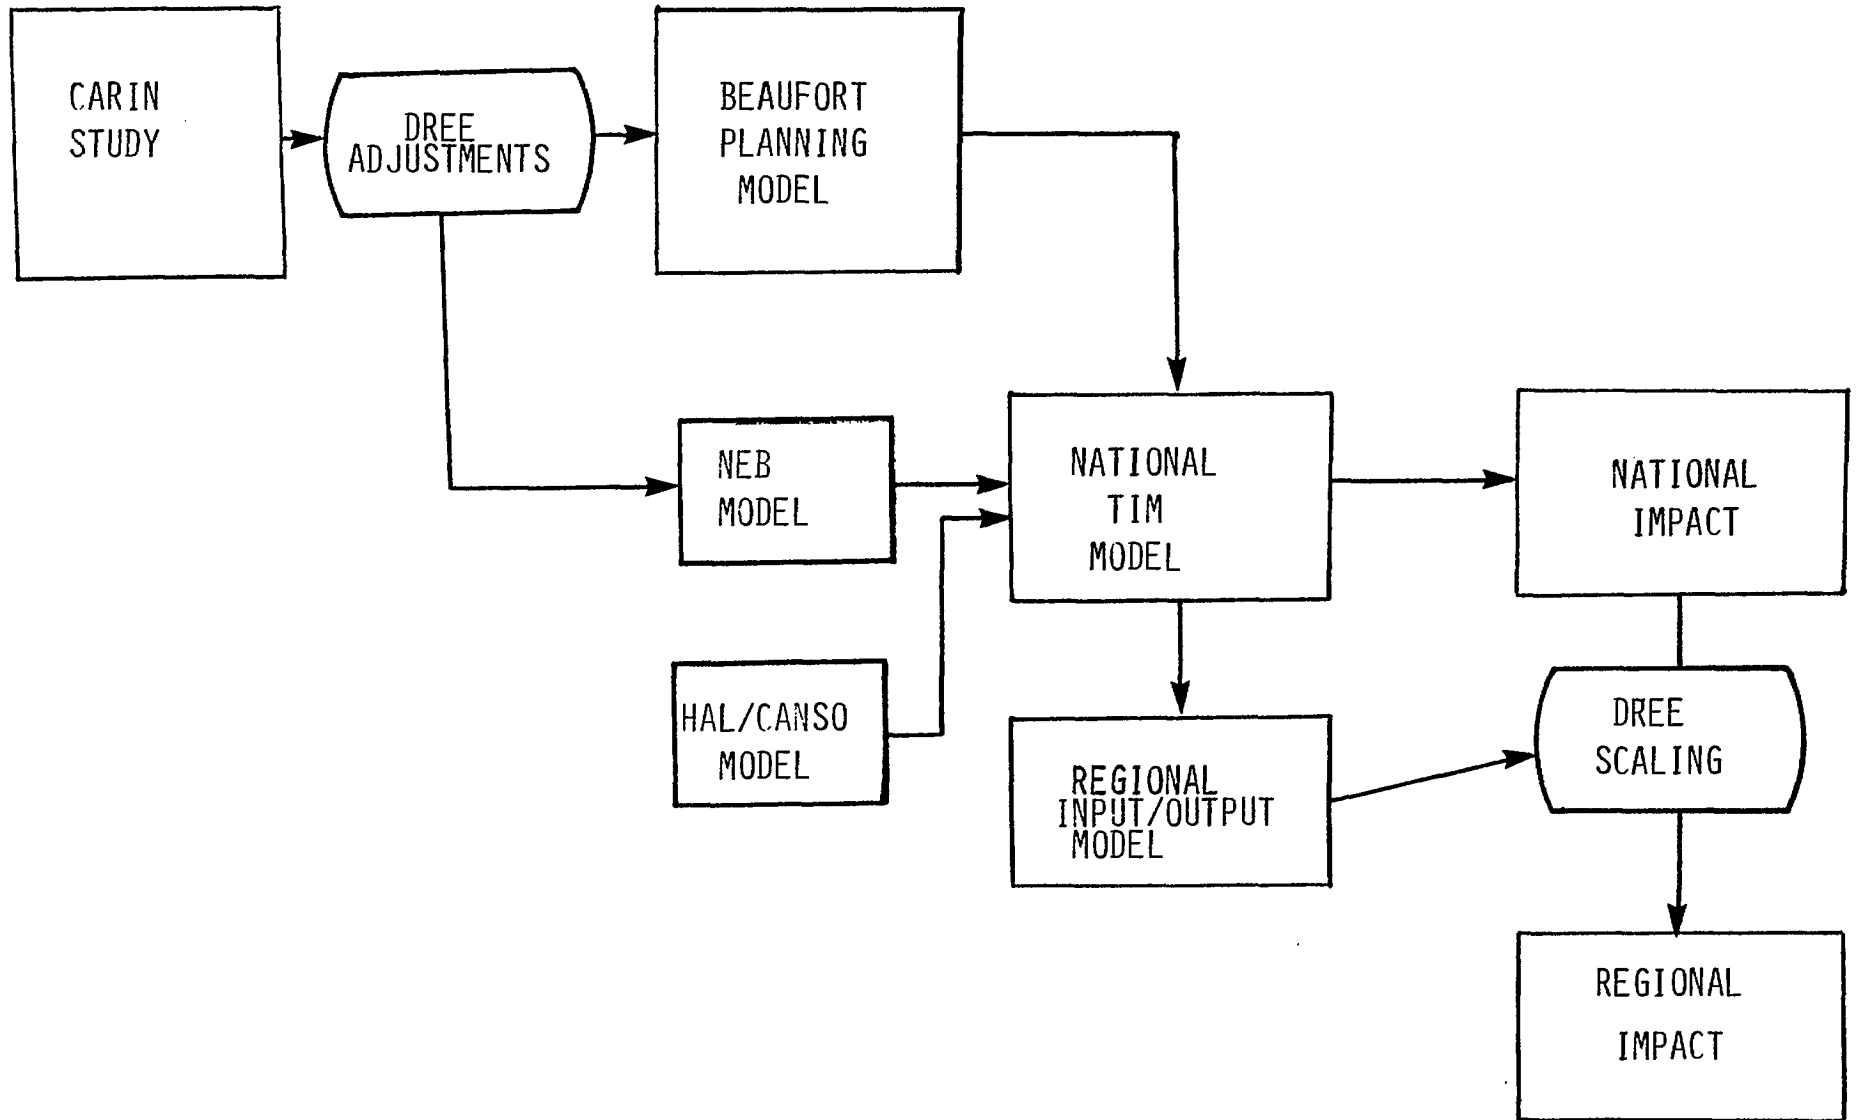 CARIN
STUDY
DREE
ADJUSTMENTS
BEAUFORT
PLANNING
MODEL
NEB
MODEL
NATIONAL
TIM
MODEL
NATIONAL
IMPACT
HAL/CANSO
MODEL
REGIONAL
INPUT/OUTPUT
MODEL
DREE
SCALING
REGIONAL
IMPACT